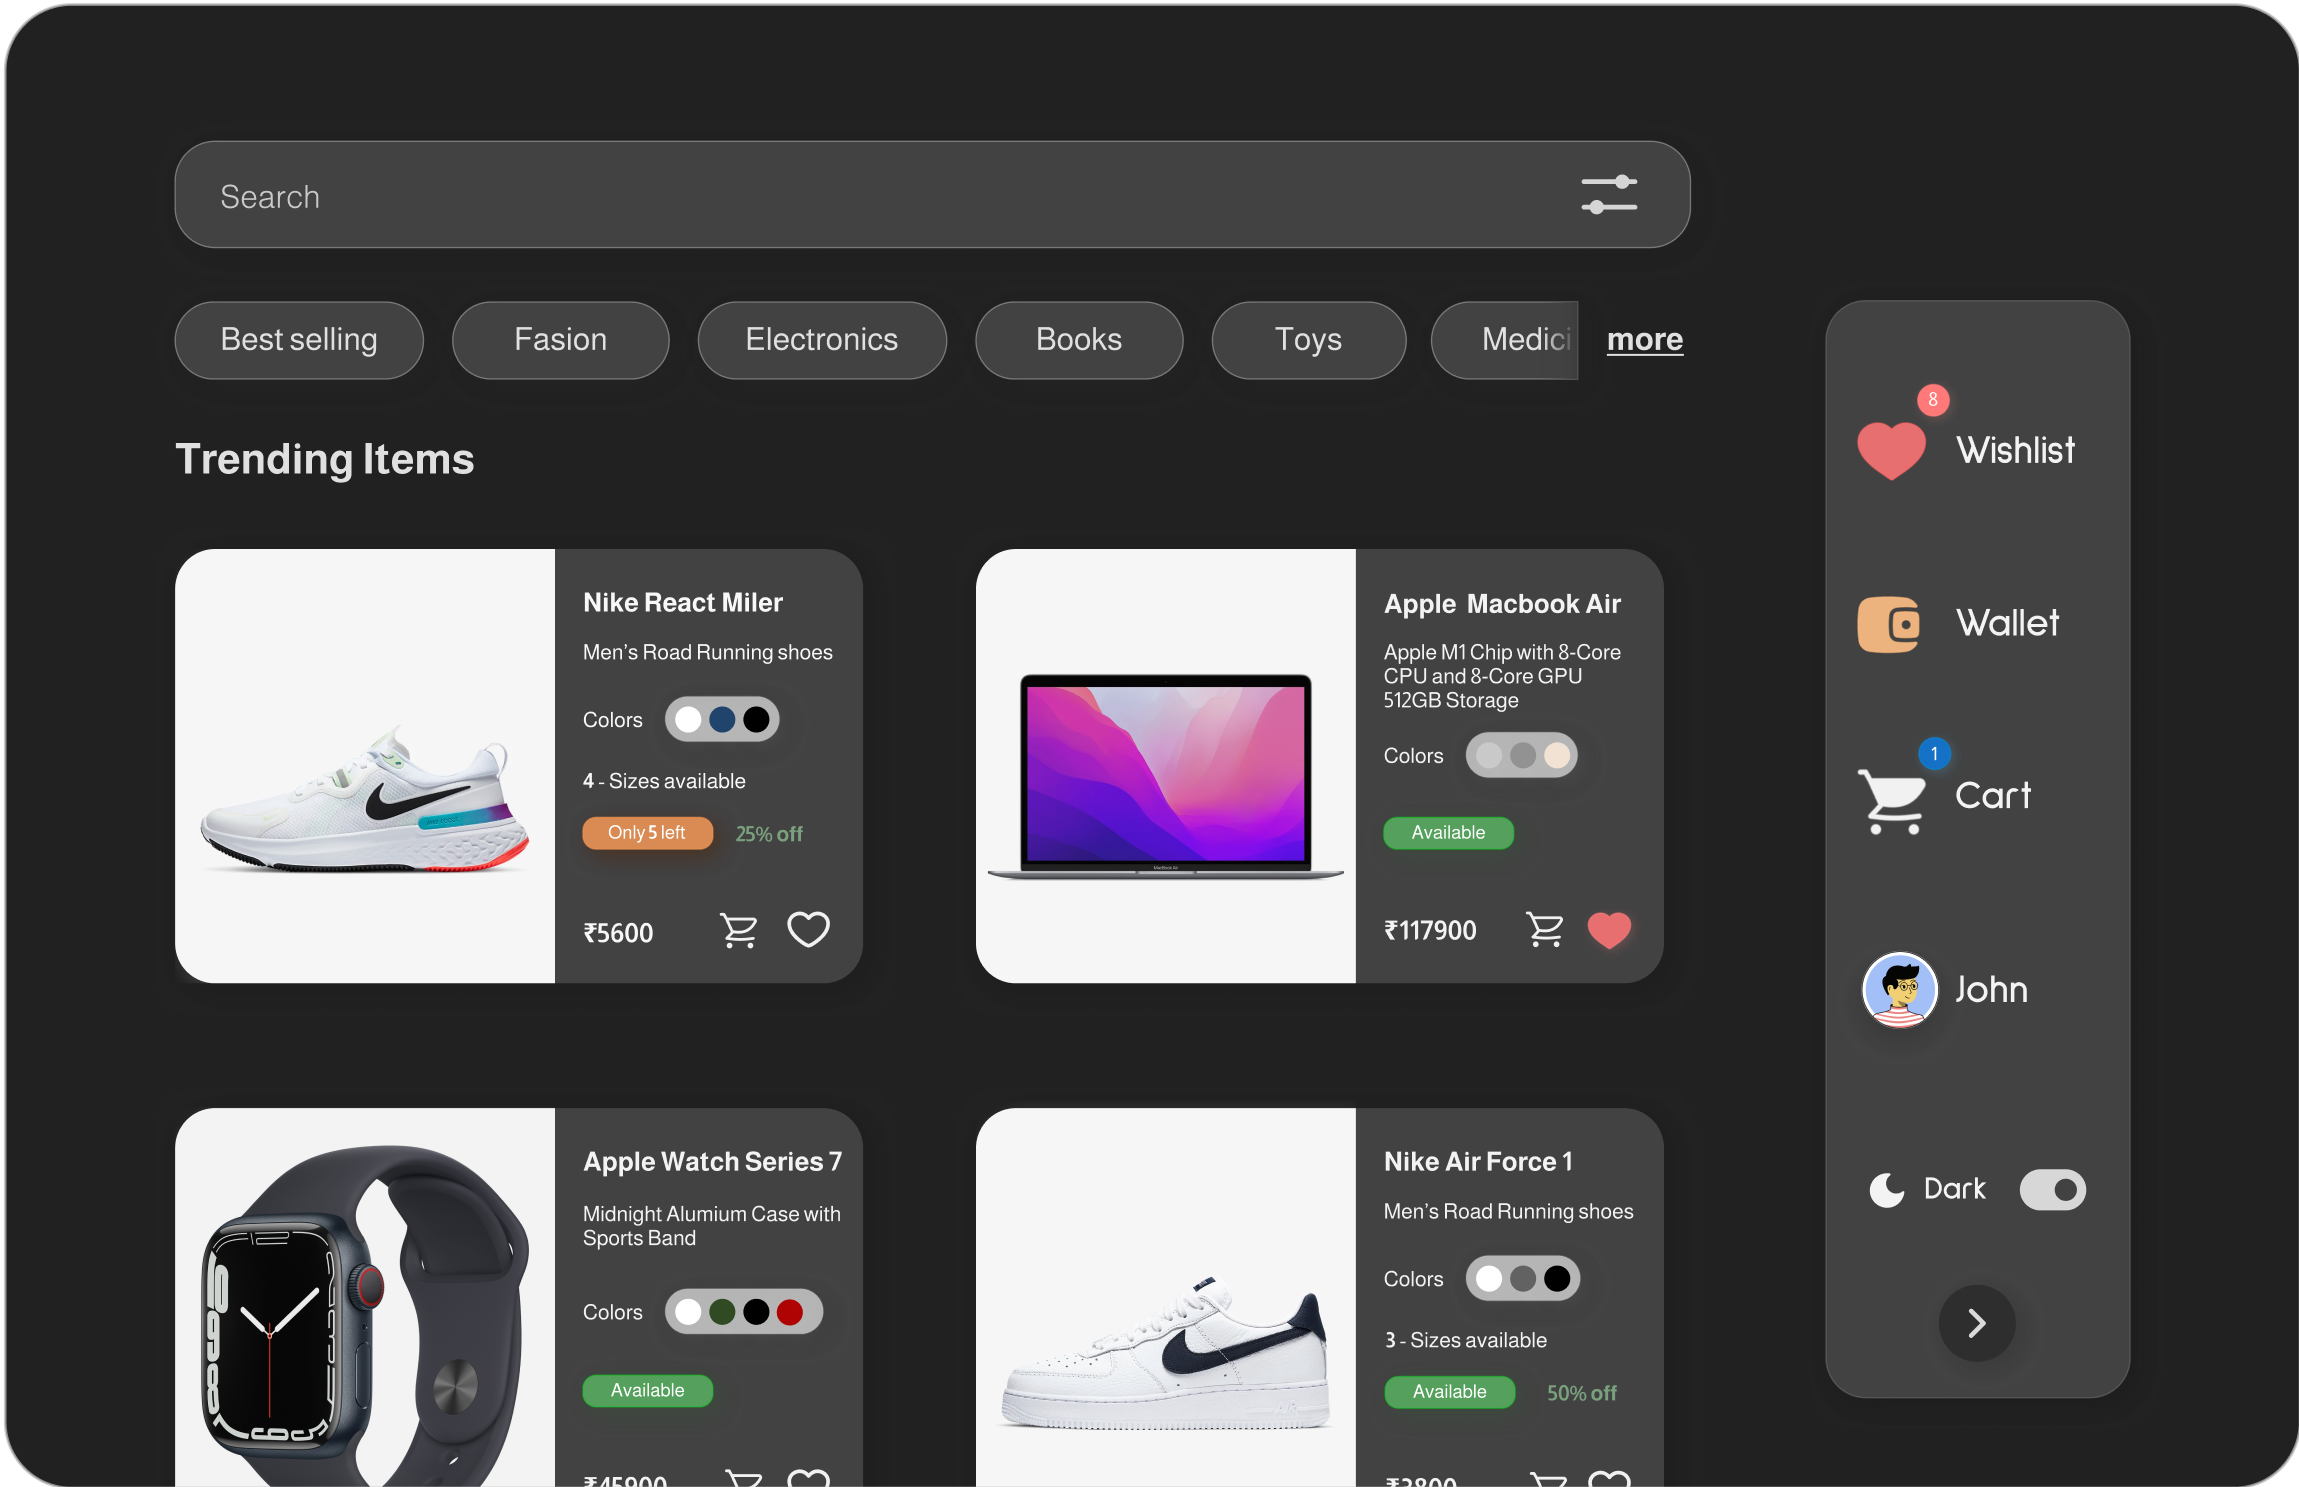 Search
Best selling
Fasion
Electronics
Books
Toys
Medici
more
Trending Items
Nike React Miler
Men's Road Running shoes
Colors
4 - Sizes available
Only 5 left
25% off
₹5600
Apple Macbook Air
Apple M1 Chip with 8-Core
CPU and 8-Core GPU
512GB Storage
Colors
Available
₹117900
MacBook Air
Apple Watch Series 7
Midnight Alumium Case with
Sports Band
Colors
Available
₹45900
Nike Air Force 1
Men's Road Running shoes
Colors
3 - Sizes available
Available
50% off
₹3800
8
Wishlist
Wallet
1
Cart
John
Dark